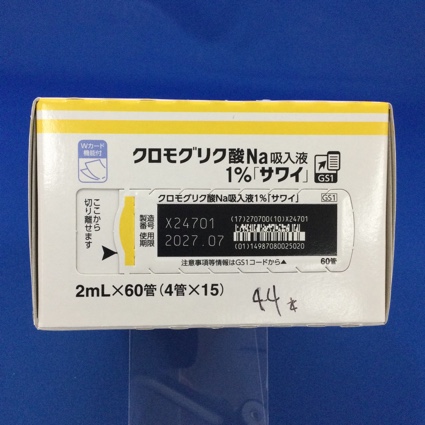 Wカード
機能付
クロモグリク酸Na吸入液
1%「サワイ」
GS1
クロモグリク酸Na吸入液1%「サワイ」
GS1
ここから
切り離せます
製造
番号
X24701
使用
期限
2027.07
(17)270700(10)X24701
(01)14987080025020
注意事項等情報はGS1コードから▲
60管
2mL×60管(4管×15)
44本